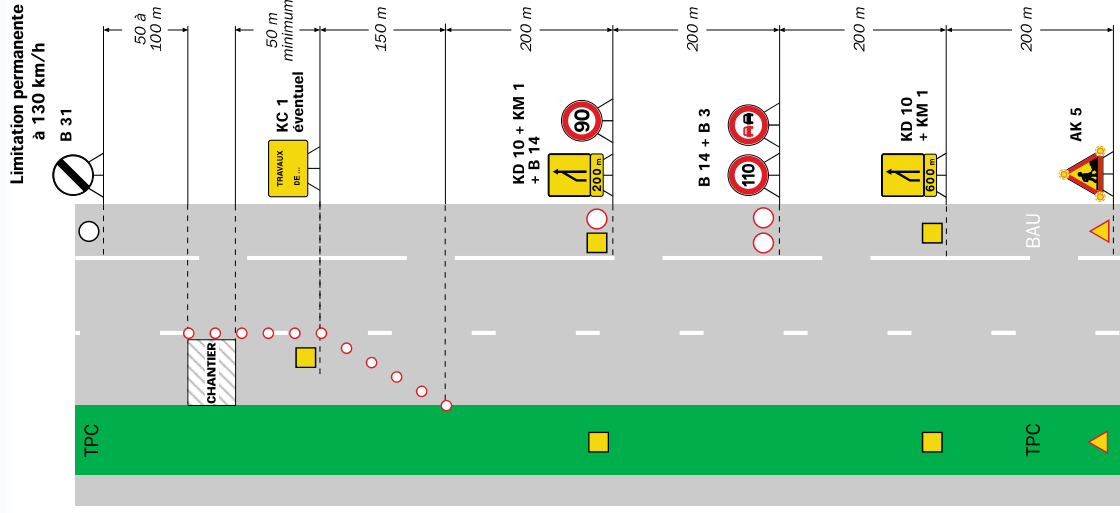 Limitation permanente
à 130 km/h
50 à
100 m
50 m
minimum
150 m
200 m
200 m
200 m
200 m
B 31
KC 1
éventuel
TRAVAUX
DE...
KD 10 + KM 1
+ B 14
90
200 m
B 14 + B 3
110
KD 10
+ KM 1
600 m
AK 5
BAU
CHANTIER
TPC
TPC